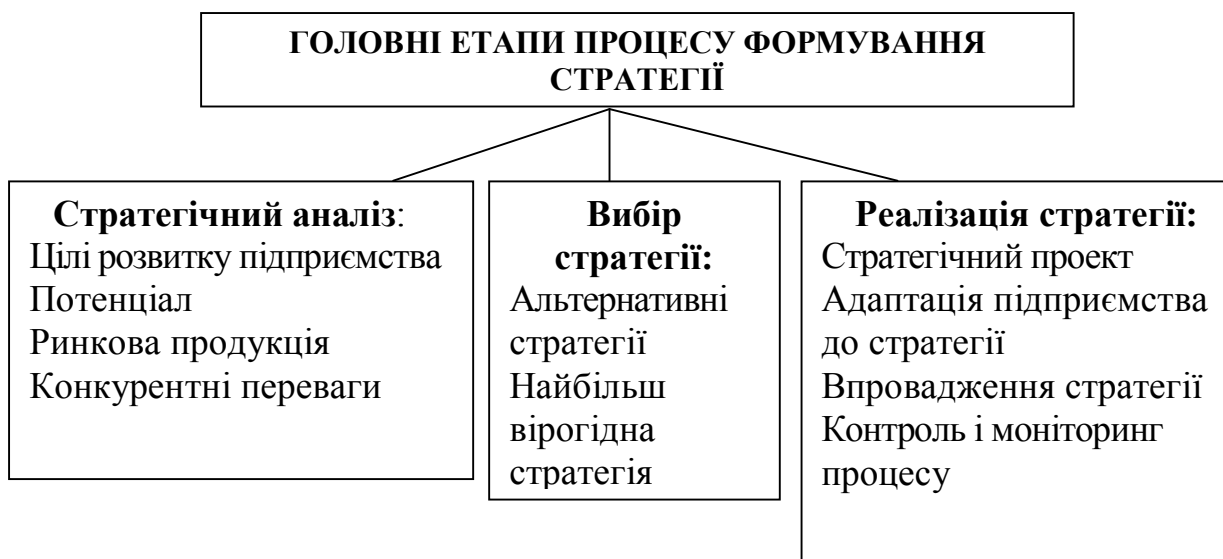 ГОЛОВНІ ЕТАПИ ПРОЦЕСУ ФОРМУВАННЯ
СТРАТЕГІЇ
Стратегічний аналіз:
Цілі розвитку підприємства
Потенціал
Ринкова продукція
Конкурентні переваги
Вибір
стратегії:
Альтернативні
стратегії
Найбільш
вірогідна
стратегія
Реалізація стратегії:
Стратегічний проект
Адаптація підприємства
до стратегії
Впровадження стратегії
Контроль і моніторинг
процесу